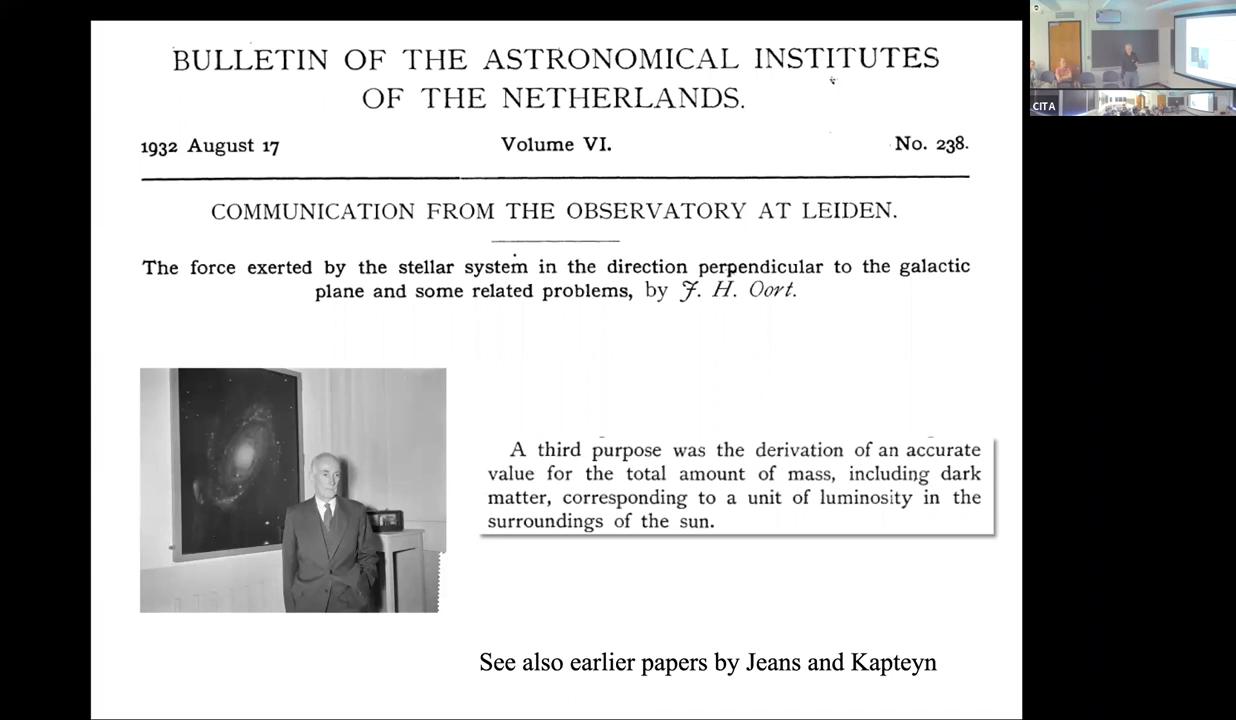 BULLETIN OF THE ASTRONOMICAL INSTITUTES
OF THE NETHERLANDS.
1932 August 17 Volume VI. No. 238.
COMMUNICATION FROM THE OBSERVATORY AT LEIDEN.
The force exerted by the stellar system in the direction perpendicular to the galactic
plane and some related problems, by J. H. Oort.
A third purpose was the derivation of an accurate
value for the total amount of mass, including dark
matter, corresponding to a unit of luminosity in the
surroundings of the sun.
See also earlier papers by Jeans and Kapteyn
CITA